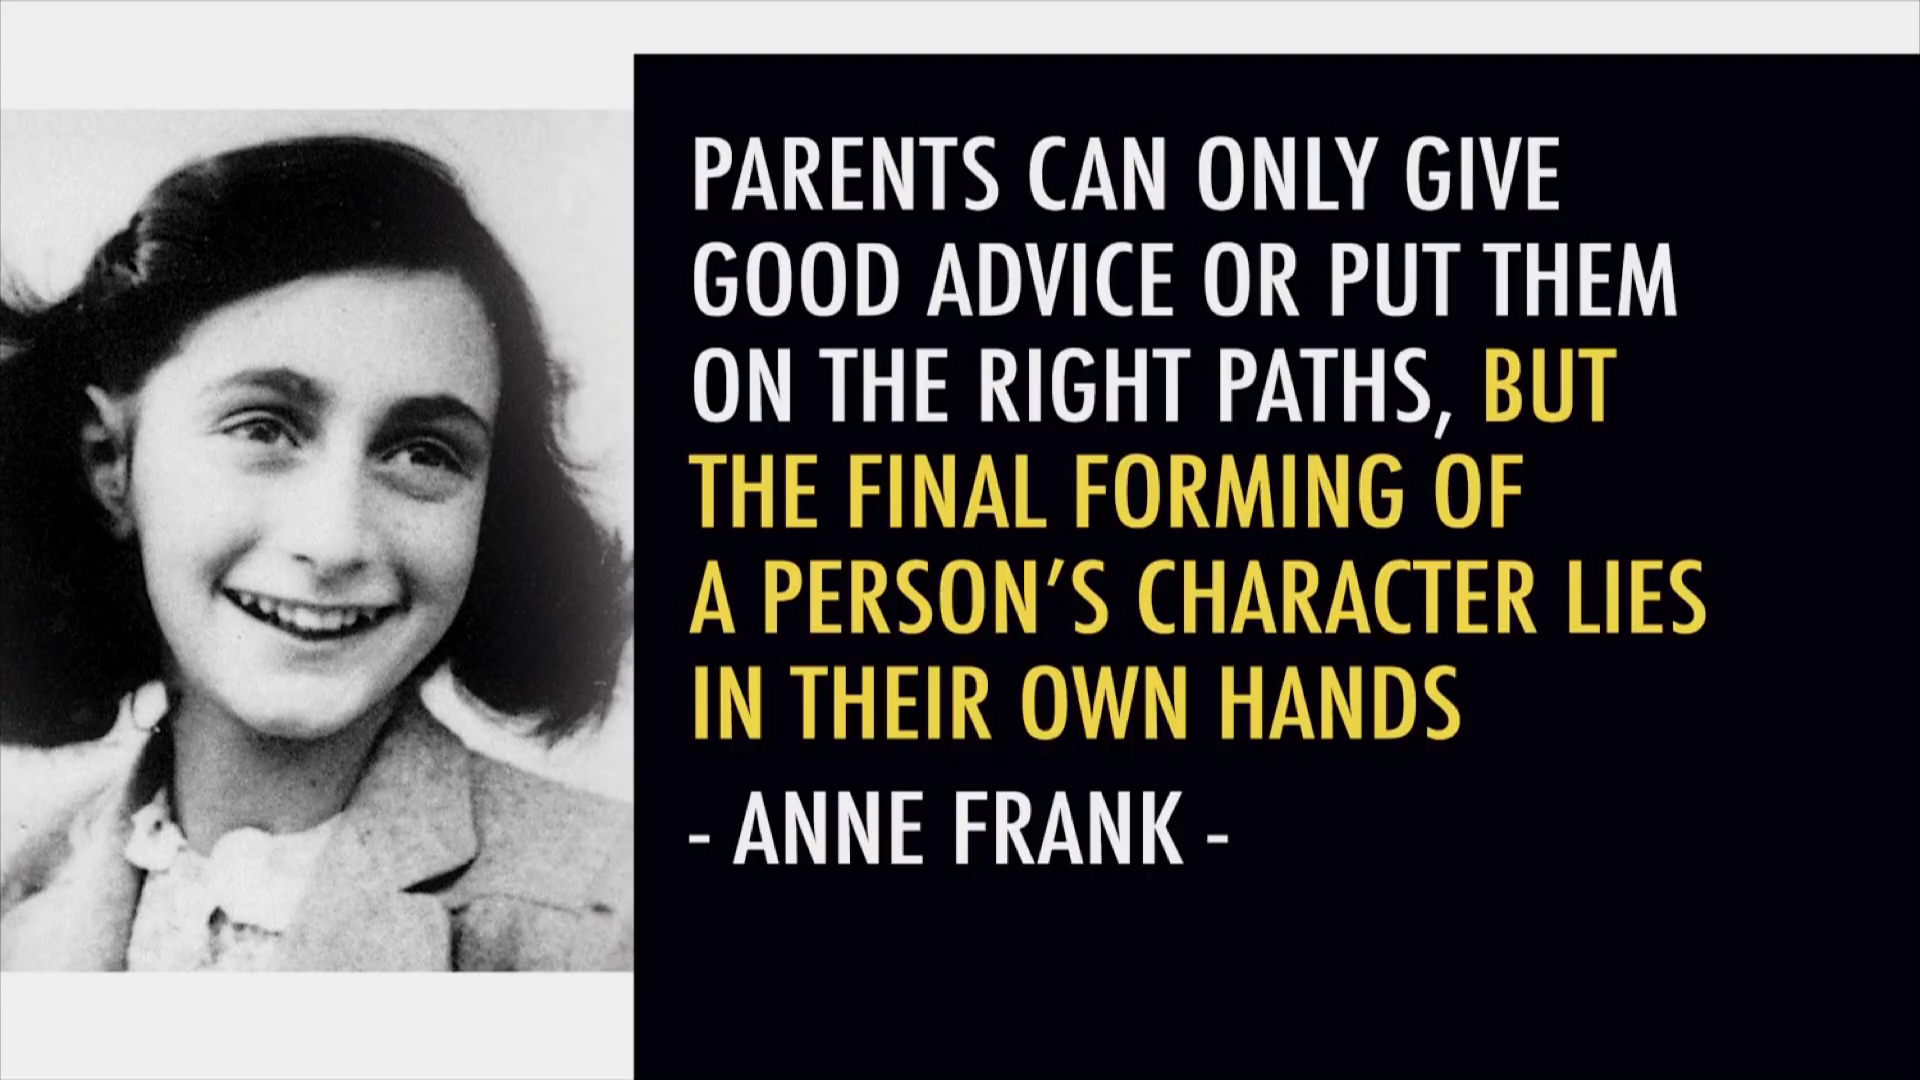 PARENTS CAN ONLY GIVE
GOOD ADVICE OR PUT THEM
ON THE RIGHT PATHS, BUT
THE FINAL FORMING OF
A PERSON’S CHARACTER LIES
IN THEIR OWN HANDS
- ANNE FRANK -